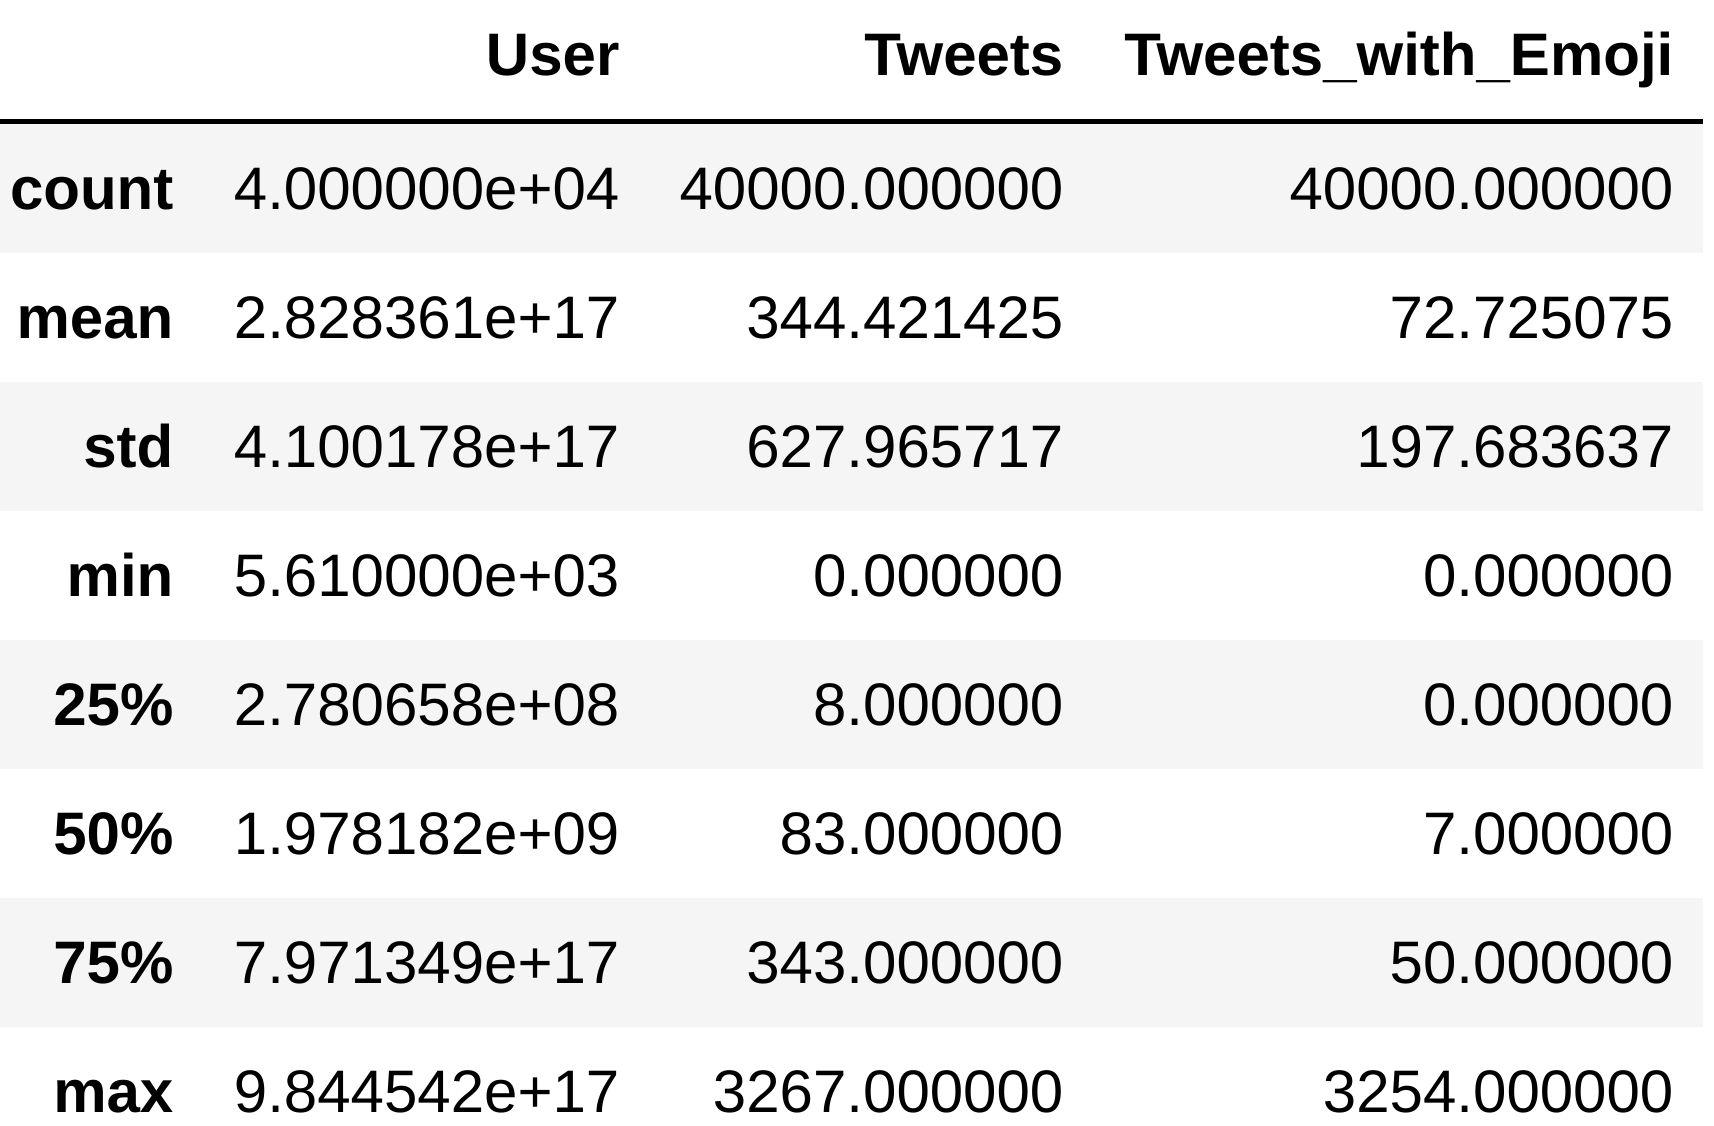 User Tweets Tweets_with_Emoji
count 4.000000e+04 40000.000000 40000.000000
mean 2.828361e+17 344.421425 72.725075
std 4.100178e+17 627.965717 197.683637
min 5.610000e+03 0.000000 0.000000
25% 2.780658e+08 8.000000 0.000000
50% 1.978182e+09 83.000000 7.000000
75% 7.971349e+17 343.000000 50.000000
max 9.844542e+17 3267.000000 3254.000000